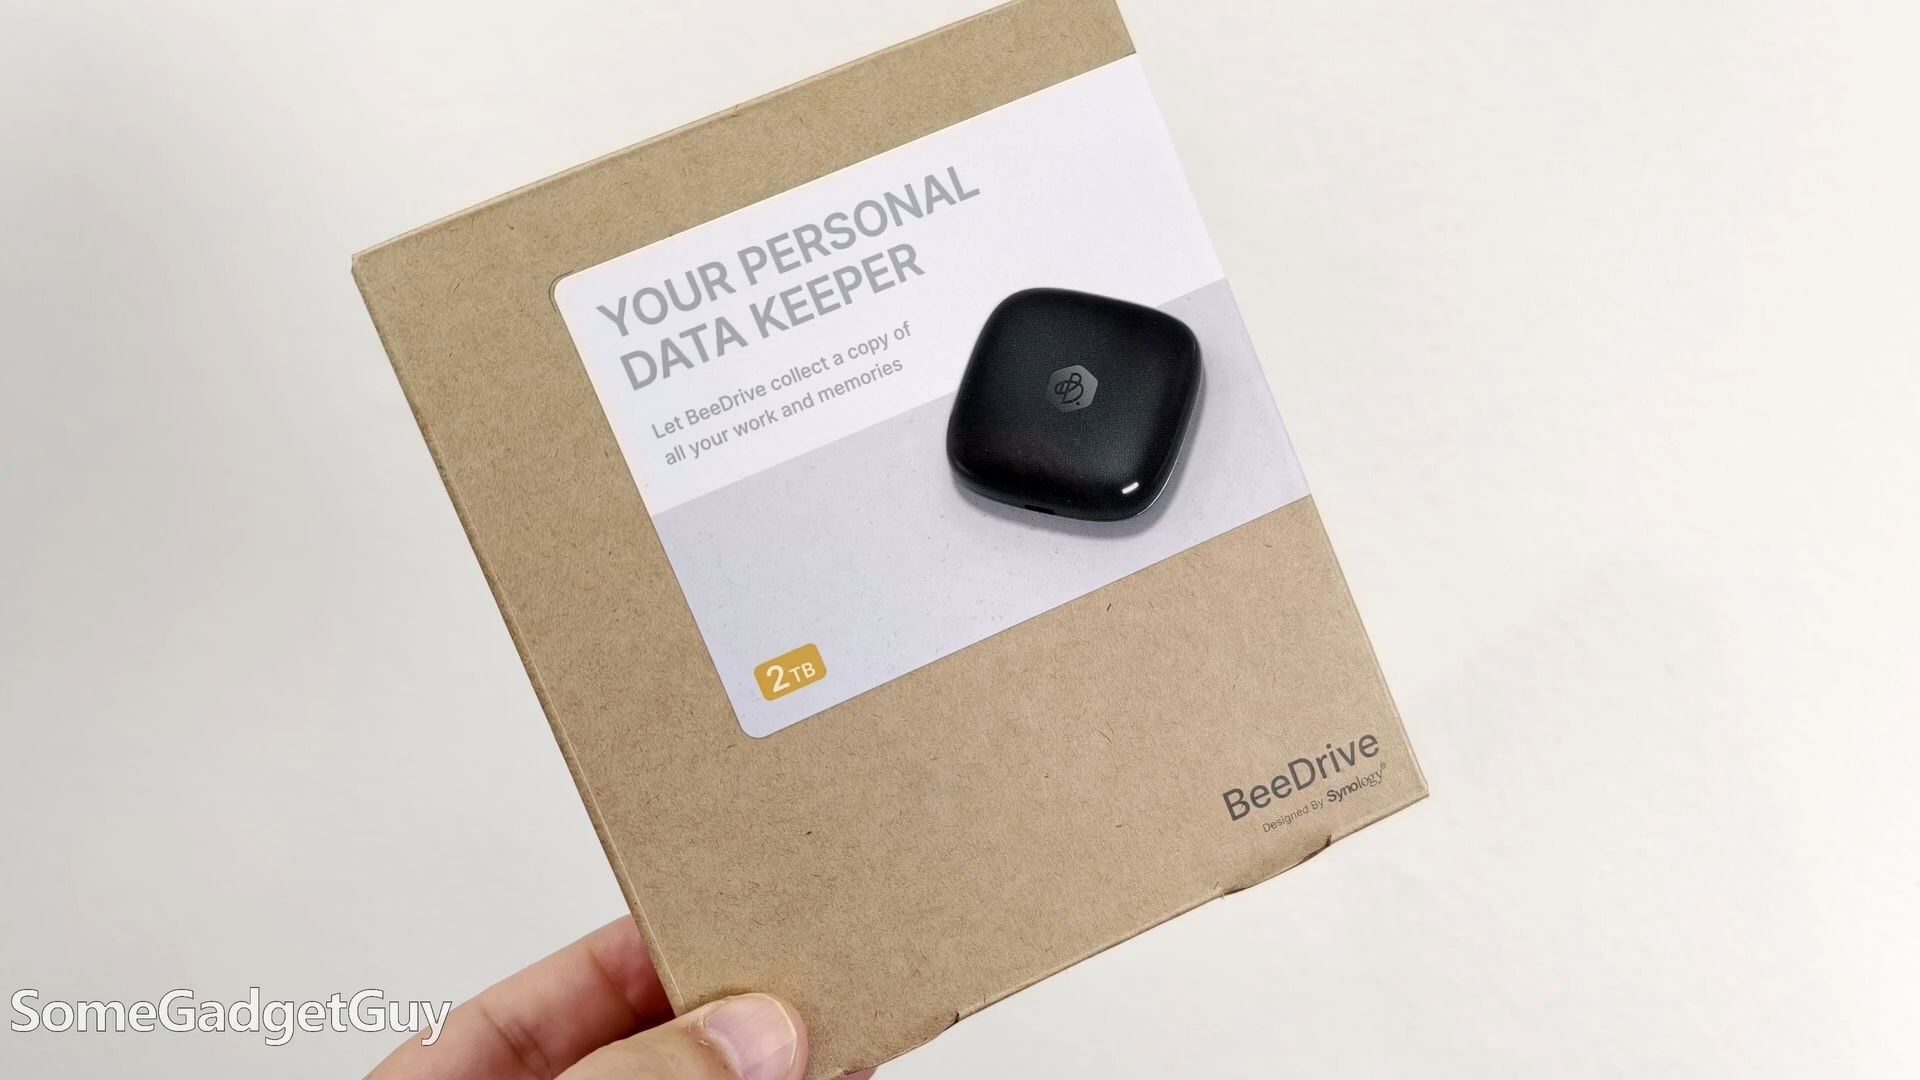 YOUR PERSONAL
DATA KEEPER
Let BeeDrive collect a copy of
all your work and memories
2TB
BeeDrive
Designed By Synology®
SomeGadgetGuy